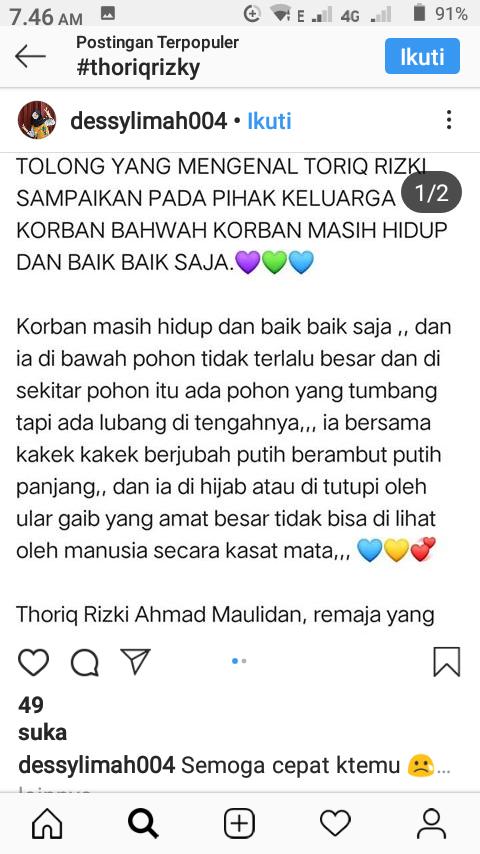 7.46 AM
E 4G 91%
Postingan Terpopuler
#thoriqrizky
Ikuti
dessylimah004 • Ikuti
TOLONG YANG MENGENAL TORIQ RIZKI
SAMPAIKAN PADA PIHAK KELUARGA
1/2
KORBAN BAHWAH KORBAN MASIH HIDUP
DAN BAIK BAIK SAJA.💜💚💙
Korban masih hidup dan baik baik saja ,, dan
ia di bawah pohon tidak terlalu besar dan di
sekitar pohon itu ada pohon yang tumbang
tapi ada lubang di tengahnya,,, ia bersama
kakek kakek berjubah putih berambut putih
panjang,, dan ia di hijab atau di tutupi oleh
ular gaib yang amat besar tidak bisa di lihat
oleh manusia secara kasat mata,,, 💙💛💞
Thoriq Rizki Ahmad Maulidan, remaja yang
49
suka
dessylimah004 Semoga cepat ktemu 🙁...